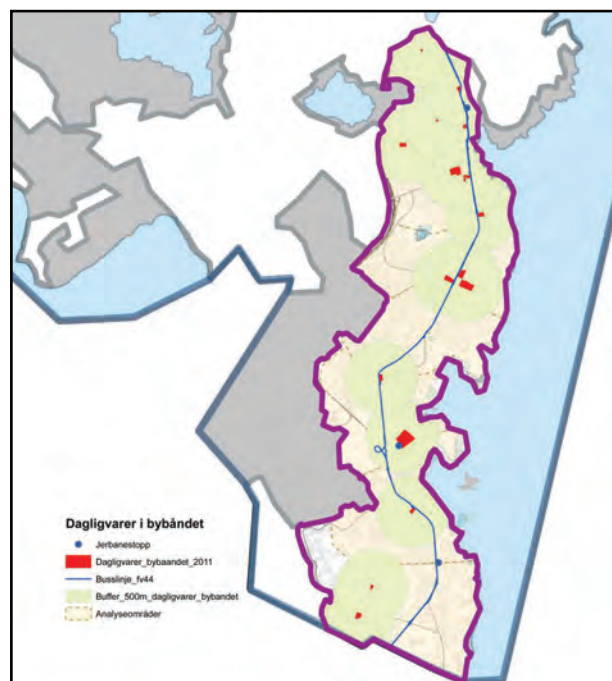 Dagligvarer i bybåndet
Jerbanestopp
Dagligvarer_bybaandet_2011
Busslinje_fv44
Buffer_500m_dagligvarer_bybandet
Analyseområder